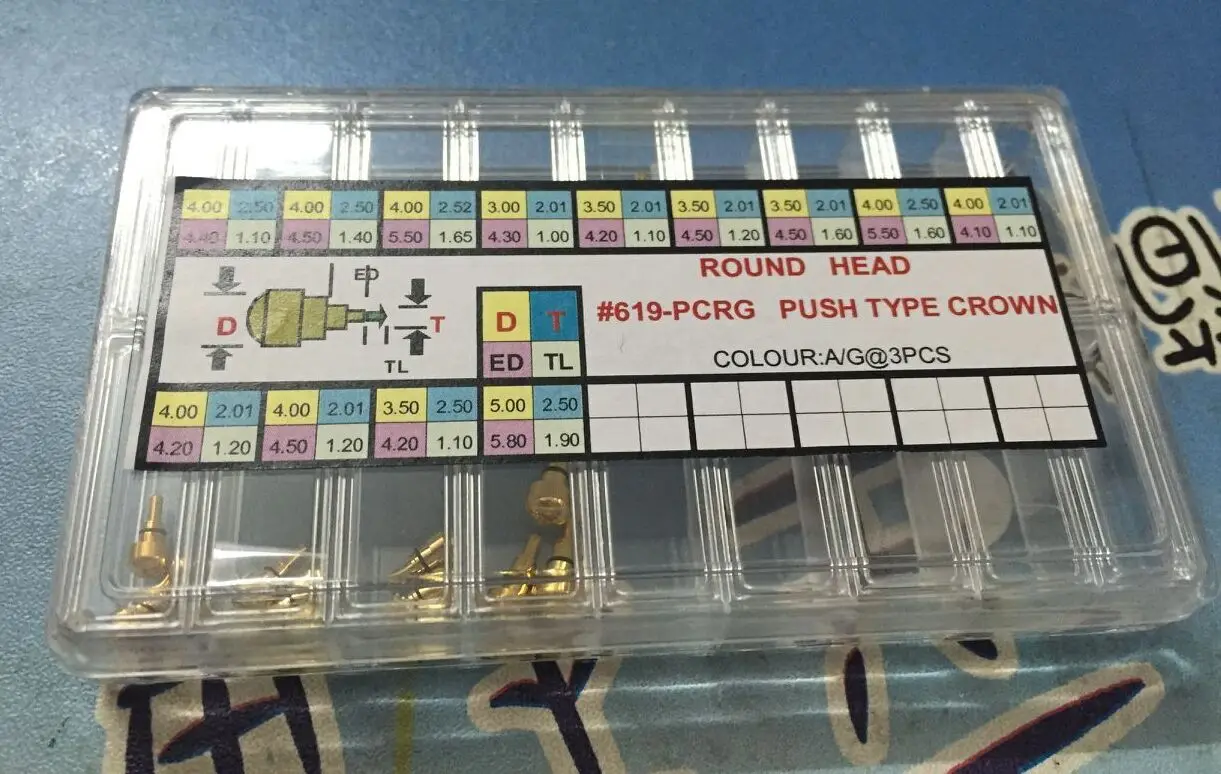 4.00 2.50 4.00 2.50 4.00 2.52 3.00 2.01 3.50 2.01 3.50 2.01 3.50 2.01 4.00 2.50 4.00 2.01
4.40 1.10 4.50 1.40 5.50 1.65 4.30 1.00 4.20 1.10 4.50 1.20 4.50 1.60 5.50 1.60 4.10 1.10
ED
D
T
TL
D T
ED TL
ROUND HEAD
#619-PCRG PUSH TYPE CROWN
COLOUR:A/G@3PCS
4.00 2.01 4.00 2.01 3.50 2.50 5.00 2.50
4.20 1.20 4.50 1.20 4.20 1.10 5.80 1.90